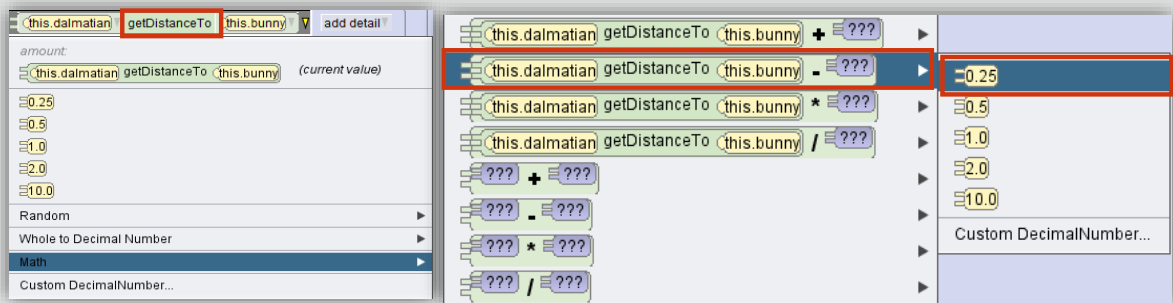 this.dalmatian getDistanceTo this.bunny add detail
amount:
this.dalmatian getDistanceTo this.bunny (current value)
0.25
0.5
1.0
2.0
10.0
Random
Whole to Decimal Number
Math
Custom DecimalNumber...
this.dalmatian getDistanceTo this.bunny + ???
this.dalmatian getDistanceTo this.bunny - ???
this.dalmatian getDistanceTo this.bunny * ???
this.dalmatian getDistanceTo this.bunny / ???
??? + ???
??? - ???
??? * ???
??? / ???
0.25
0.5
1.0
2.0
10.0
Custom DecimalNumber...